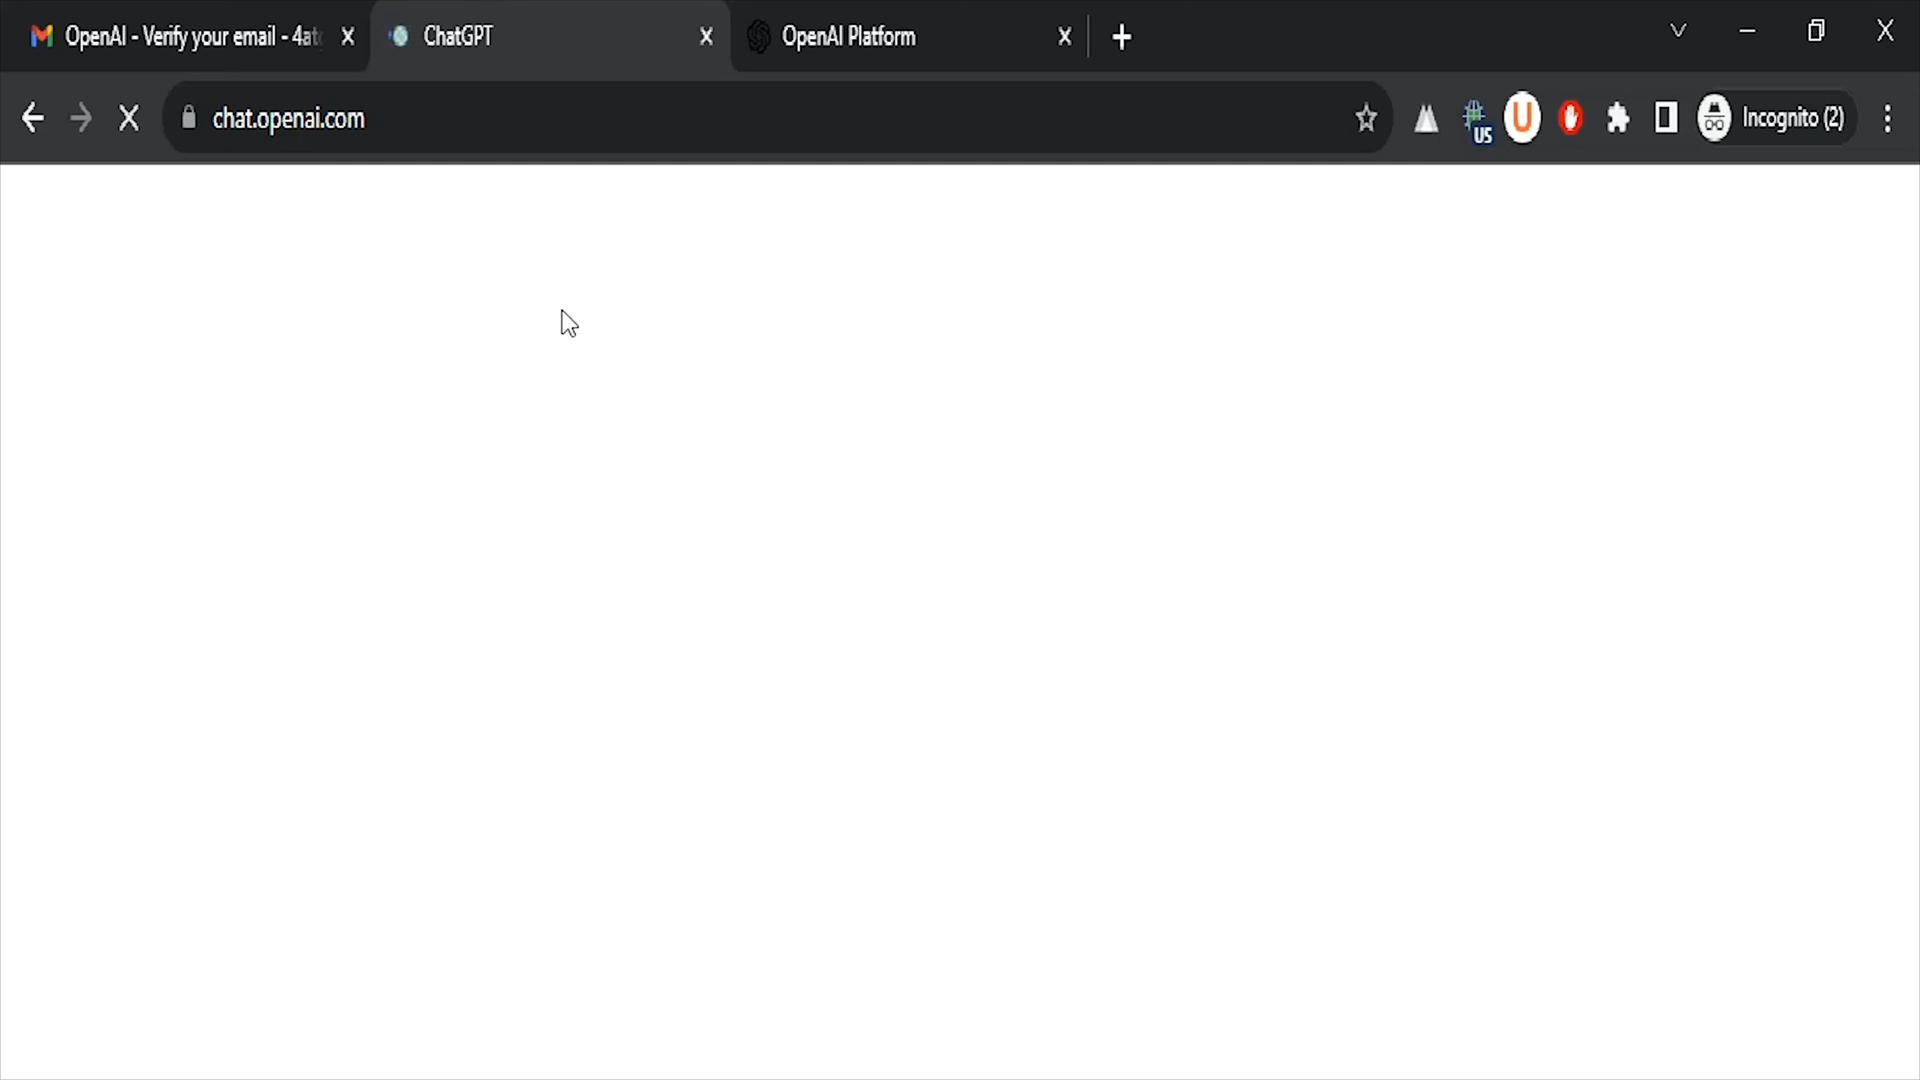 OpenAI - Verify your email - 4at
ChatGPT
OpenAI Platform
chat.openai.com
US
U
Incognito (2)